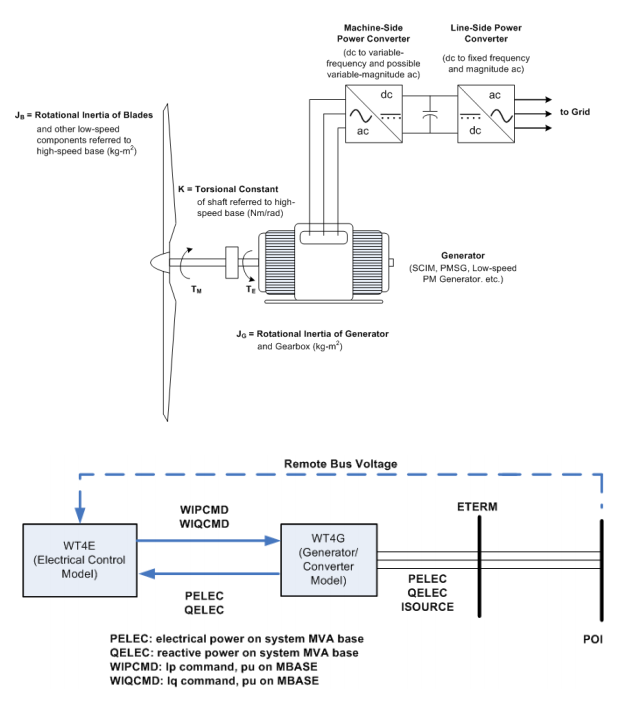 Machine-Side
Power Converter
(dc to variable-
frequency and possible
variable-magnitude ac)
Line-Side Power
Converter
(dc to fixed frequency
and magnitude ac)
dc
ac
ac
dc
to Grid
J_B = Rotational Inertia of Blades
and other low-speed
components referred to
high-speed base (kg-m²)
K = Torsional Constant
of shaft referred to high-
speed base (Nm/rad)
Generator
(SCIM, PMSG, Low-speed
PM Generator. etc.)
T_M
T_E
J_G = Rotational Inertia of Generator
and Gearbox (kg-m²)
Remote Bus Voltage
WT4E
(Electrical Control
Model)
WIPCMD
WIQCMD
PELEC
QELEC
WT4G
(Generator/
Converter
Model)
ETERM
PELEC
QELEC
ISOURCE
POI
PELEC: electrical power on system MVA base
QELEC: reactive power on system MVA base
WIPCMD: Ip command, pu on MBASE
WIQCMD: Iq command, pu on MBASE